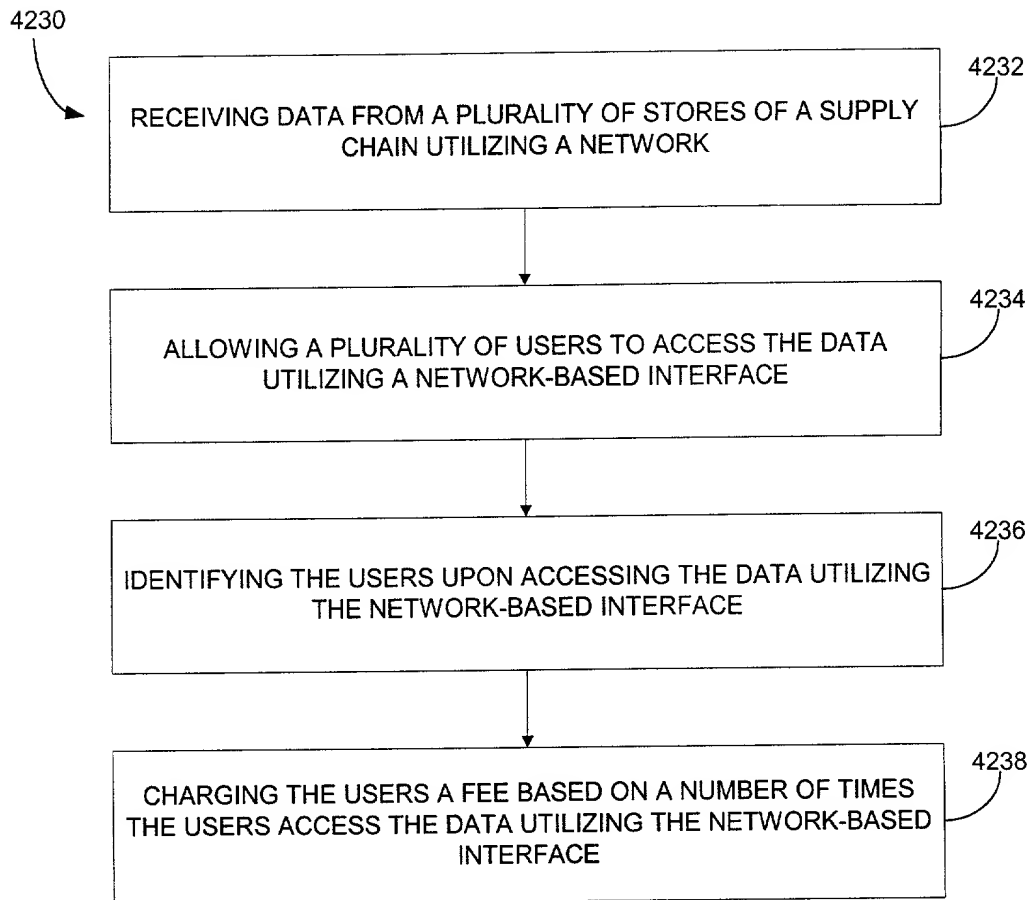 4230
4232
RECEIVING DATA FROM A PLURALITY OF STORES OF A SUPPLY
CHAIN UTILIZING A NETWORK
4234
ALLOWING A PLURALITY OF USERS TO ACCESS THE DATA
UTILIZING A NETWORK-BASED INTERFACE
4236
IDENTIFYING THE USERS UPON ACCESSING THE DATA UTILIZING
THE NETWORK-BASED INTERFACE
4238
CHARGING THE USERS A FEE BASED ON A NUMBER OF TIMES
THE USERS ACCESS THE DATA UTILIZING THE NETWORK-BASED
INTERFACE